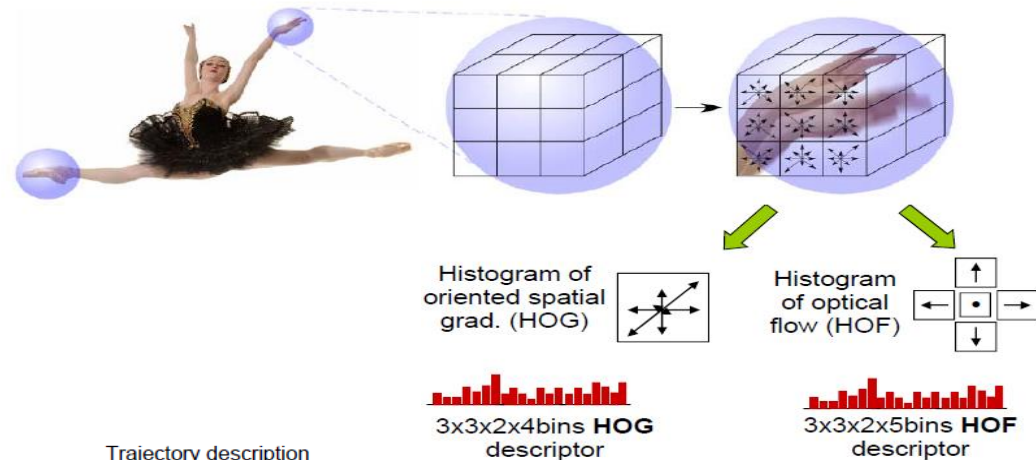 Histogram of
oriented spatial
grad. (HOG)
Histogram
of optical
flow (HOF)
3x3x2x4bins HOG
descriptor
3x3x2x5bins HOF
descriptor
Trajectory description